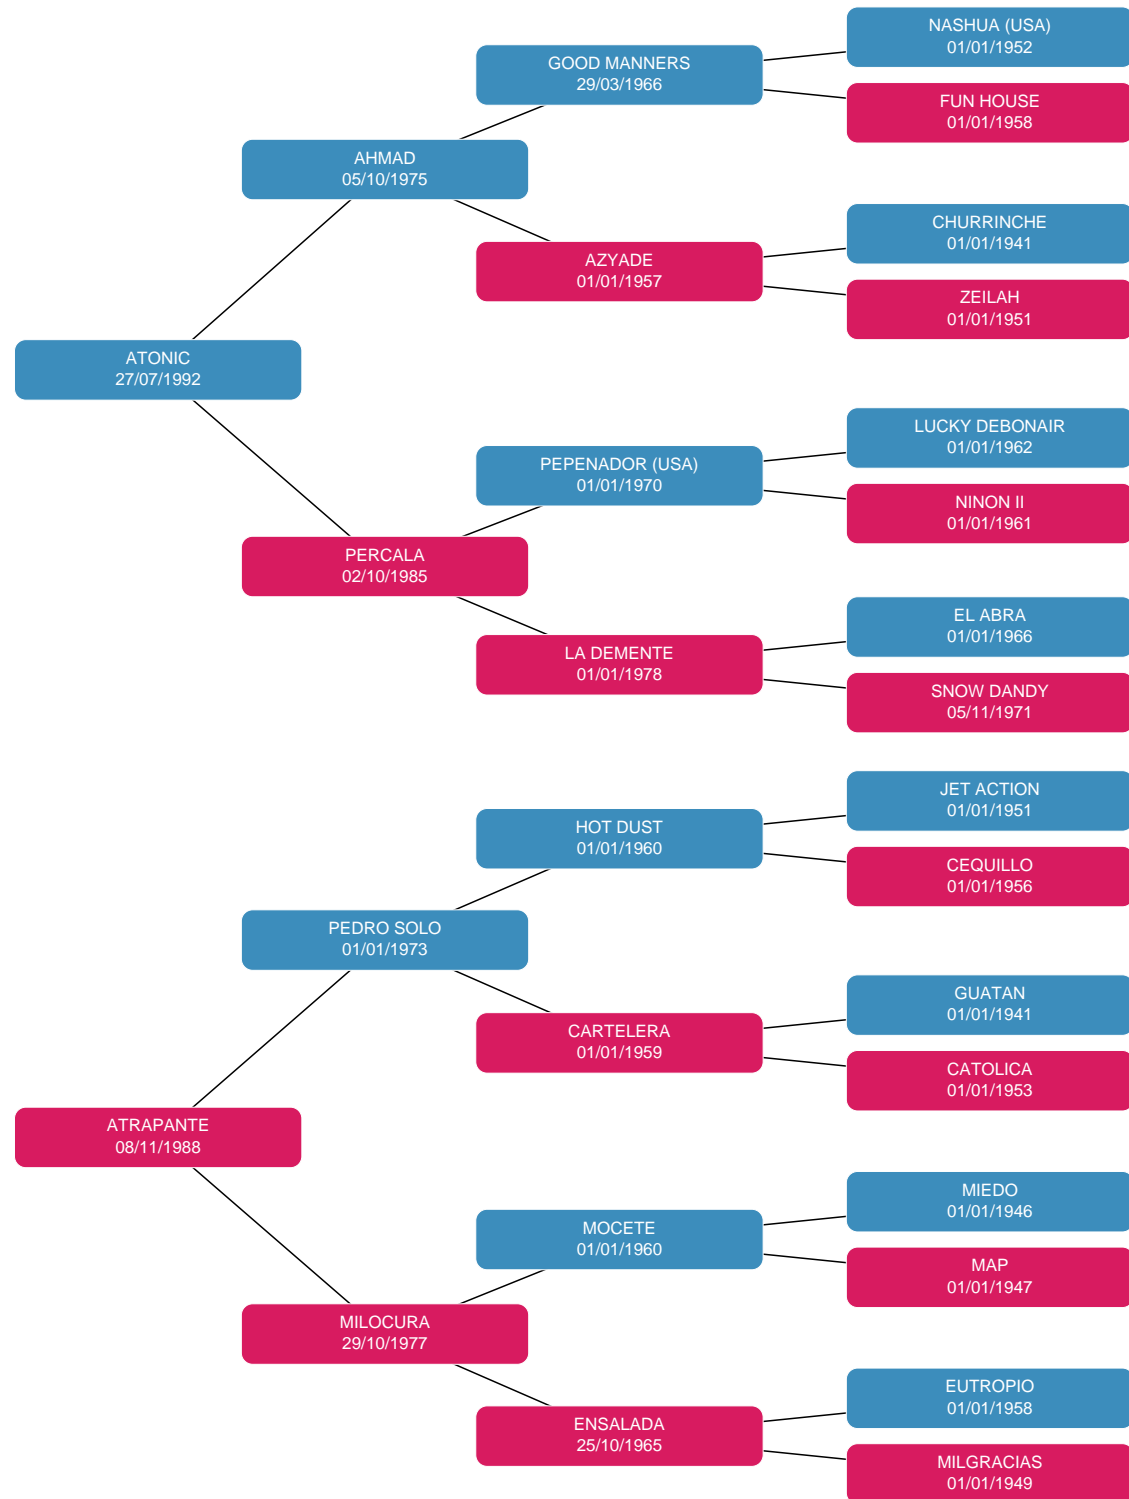 NASHUA (USA)
01/01/1952
GOOD MANNERS
29/03/1966
FUN HOUSE
01/01/1958
AHMAD
05/10/1975
CHURRINCHE
01/01/1941
AZYADE
01/01/1957
ZEILAH
01/01/1951
ATONIC
27/07/1992
LUCKY DEBONAIR
01/01/1962
PEPENADOR (USA)
01/01/1970
NINON II
01/01/1961
PERCALA
02/10/1985
EL ABRA
01/01/1966
LA DEMENTE
01/01/1978
SNOW DANDY
05/11/1971
JET ACTION
01/01/1951
HOT DUST
01/01/1960
CEQUILLO
01/01/1956
PEDRO SOLO
01/01/1973
GUATAN
01/01/1941
CARTELERA
01/01/1959
CATOLICA
01/01/1953
ATRAPANTE
08/11/1988
MIEDO
01/01/1946
MOCETE
01/01/1960
MAP
01/01/1947
MILOCURA
29/10/1977
EUTROPIO
01/01/1958
ENSALADA
25/10/1965
MILGRACIAS
01/01/1949